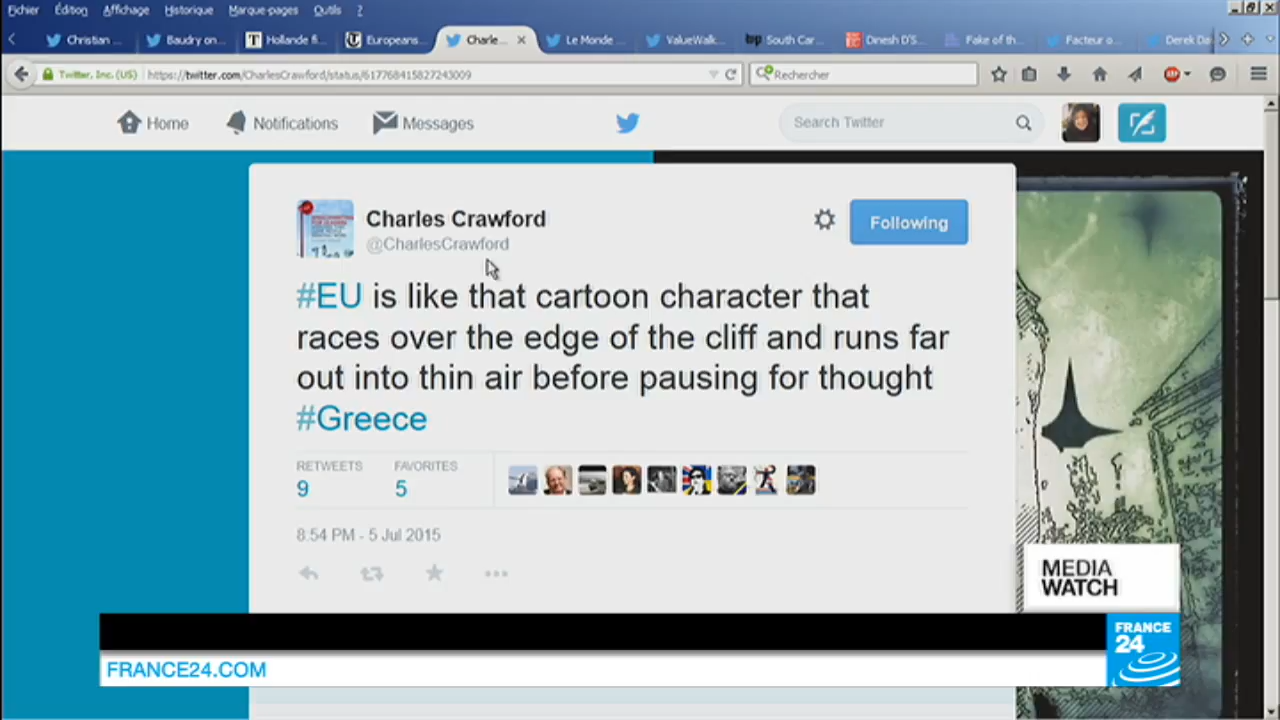 Fichier Édition Affichage Historique Marque-pages Outils ?
Christian ... Baudry on... Hollande fi... Europeans... Charle... Le Monde ... ValueWalk... South Car... Dinesh D'S... Fake of th... Facteur o... Derek Da
Twitter, Inc. (US) https://twitter.com/CharlesCrawford/status/617768415827243009 Rechercher
Home Notifications Messages Search Twitter
Charles Crawford
@CharlesCrawford
Following
#EU is like that cartoon character that
races over the edge of the cliff and runs far
out into thin air before pausing for thought
#Greece
RETWEETS FAVORITES
9 5
8:54 PM - 5 Jul 2015
MEDIA
WATCH
FRANCE
24
FRANCE24.COM